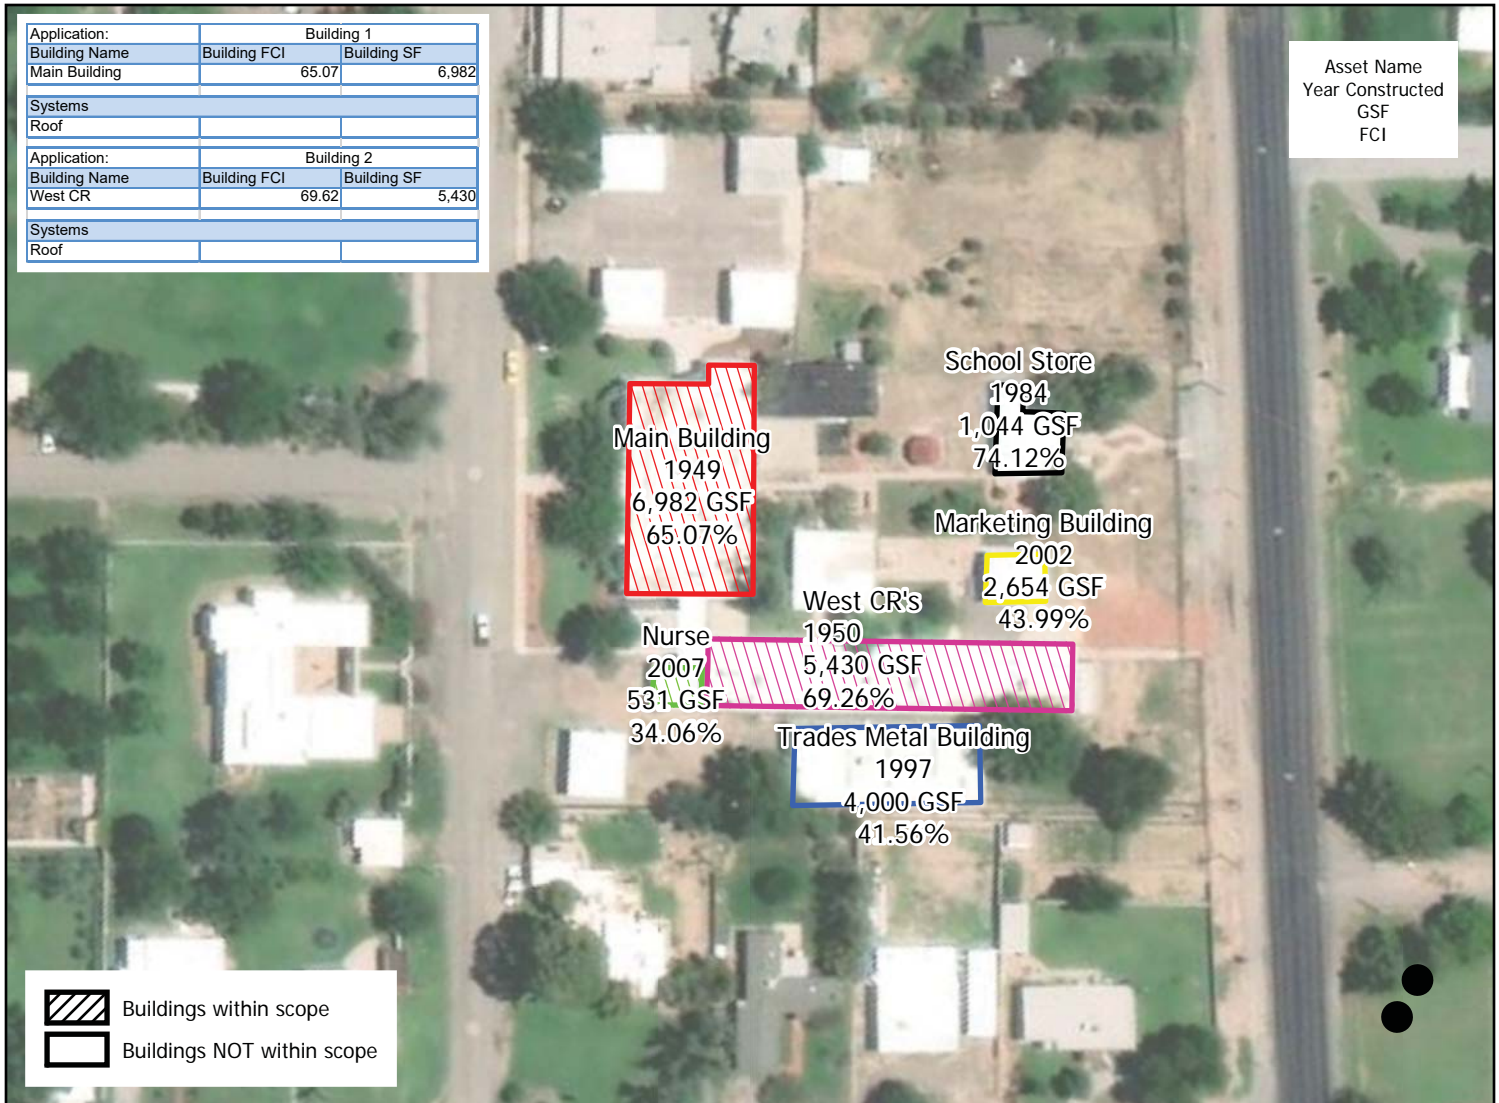 Application: Building 1
Building Name Building FCI Building SF
Main Building 65.07 6,982
Systems
Roof
Application: Building 2
Building Name Building FCI Building SF
West CR 69.62 5,430
Systems
Roof
Asset Name
Year Constructed
GSF
FCI
School Store
1984
1,044 GSF
74.12%
Main Building
1949
6,982 GSF
65.07%
Marketing Building
2002
2,654 GSF
43.99%
West CR's
1950
5,430 GSF
69.26%
Nurse
2007
531 GSF
34.06%
Trades Metal Building
1997
4,000 GSF
41.56%
Buildings within scope
Buildings NOT within scope